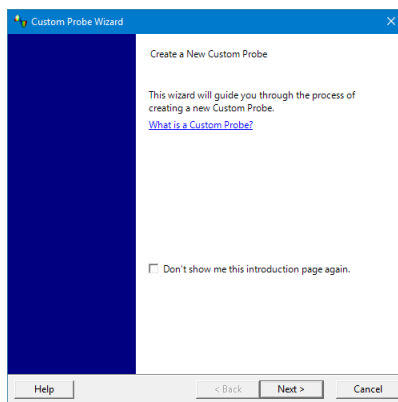 Custom Probe Wizard
Create a New Custom Probe
This wizard will guide you through the process of
creating a new Custom Probe.
What is a Custom Probe?
Don't show me this introduction page again.
Help
< Back
Next >
Cancel